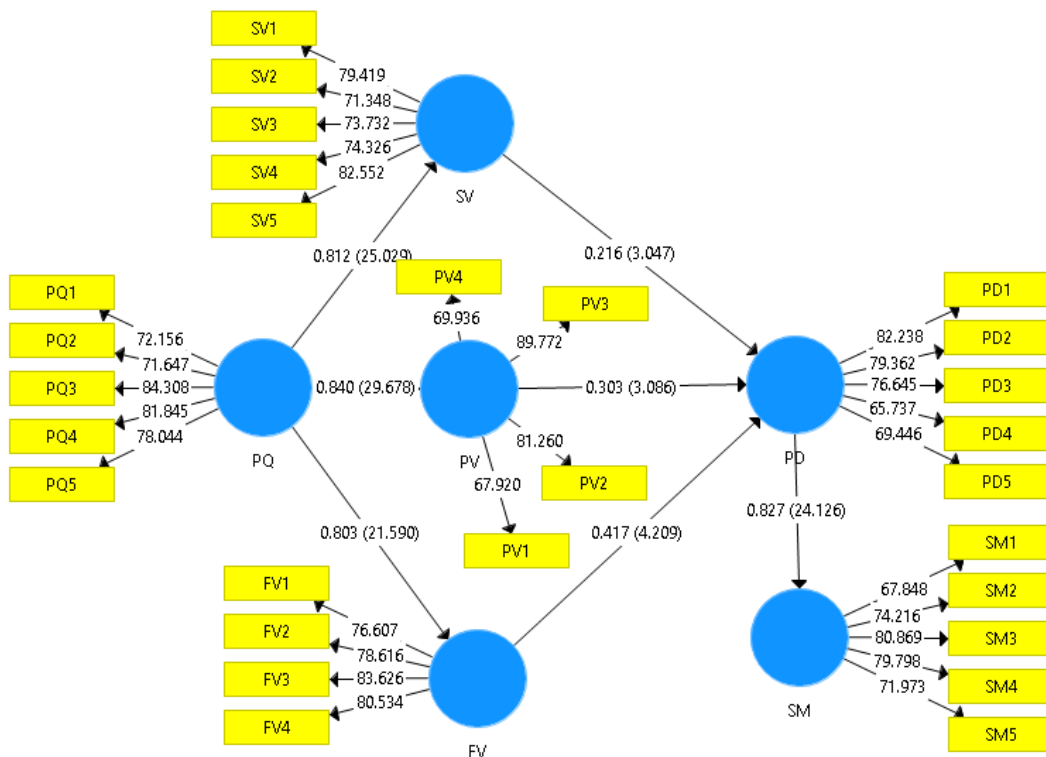 SV1
SV2
SV3
SV4
SV5
79.419
71.348
73.732
74.326
82.552
SV
0.812 (25.029)
0.216 (3.047)
PV4
PV3
69.936
89.772
PQ1
PQ2
PQ3
PQ4
PQ5
72.156
71.647
84.308
81.845
78.044
PQ
0.840 (29.678)
PV
0.303 (3.086)
81.260
67.920
PV2
PV1
PD1
PD2
PD3
PD4
PD5
82.238
79.362
76.645
65.737
69.446
PD
0.803 (21.590)
0.417 (4.209)
0.827 (24.126)
FV1
FV2
FV3
FV4
76.607
78.616
83.626
80.534
FV
SM1
SM2
SM3
SM4
SM5
67.848
74.216
80.869
79.798
71.973
SM